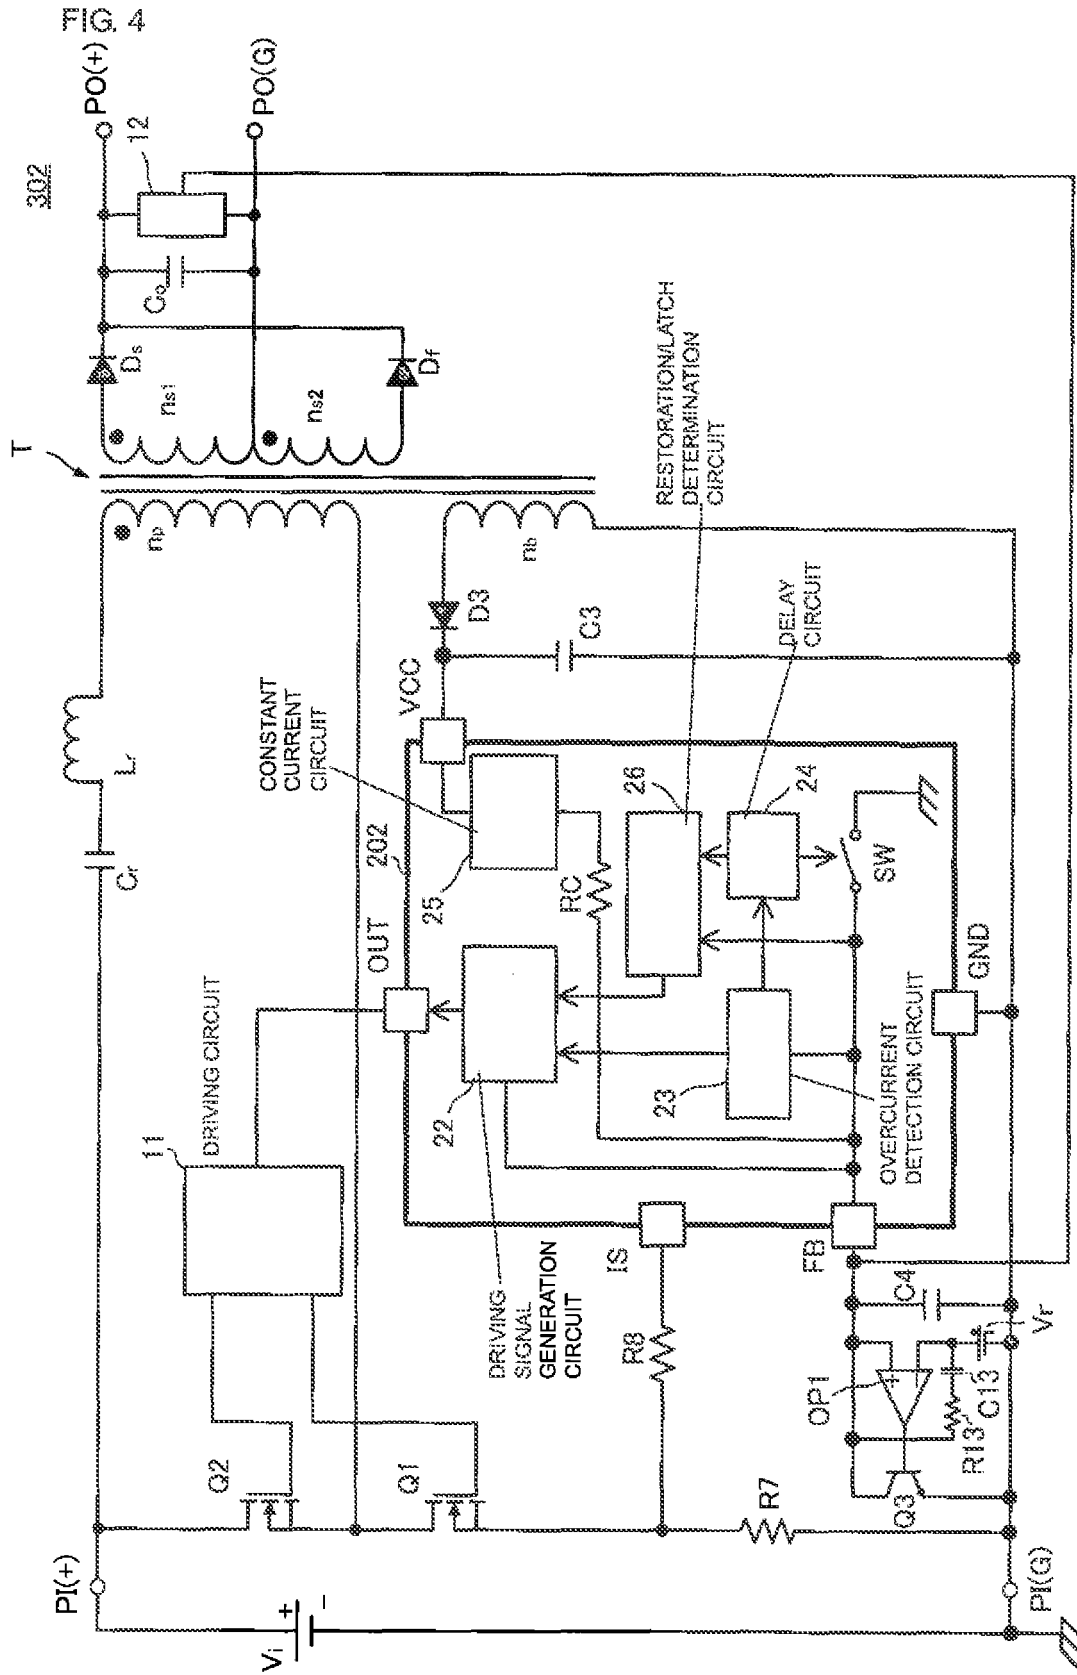 FIG. 4
302
PO(+)
PO(G)
12
Co
Ds
Df
ns1
ns2
T
np
nb
Lr
Cr
D3
C3
VCC
CONSTANT
CURRENT
CIRCUIT
RESTORATION/LATCH
DETERMINATION
CIRCUIT
DELAY
CIRCUIT
202
25
26
24
RC
SW
OUT
GND
DRIVING CIRCUIT
11
22
23
OVERCURRENT
DETECTION CIRCUIT
DRIVING
SIGNAL
GENERATION
CIRCUIT
IS
FB
R8
C4
Vr
OP1
C13
R13
Q3
Q2
Q1
R7
PI(+)
PI(G)
Vi
+
−
+
−